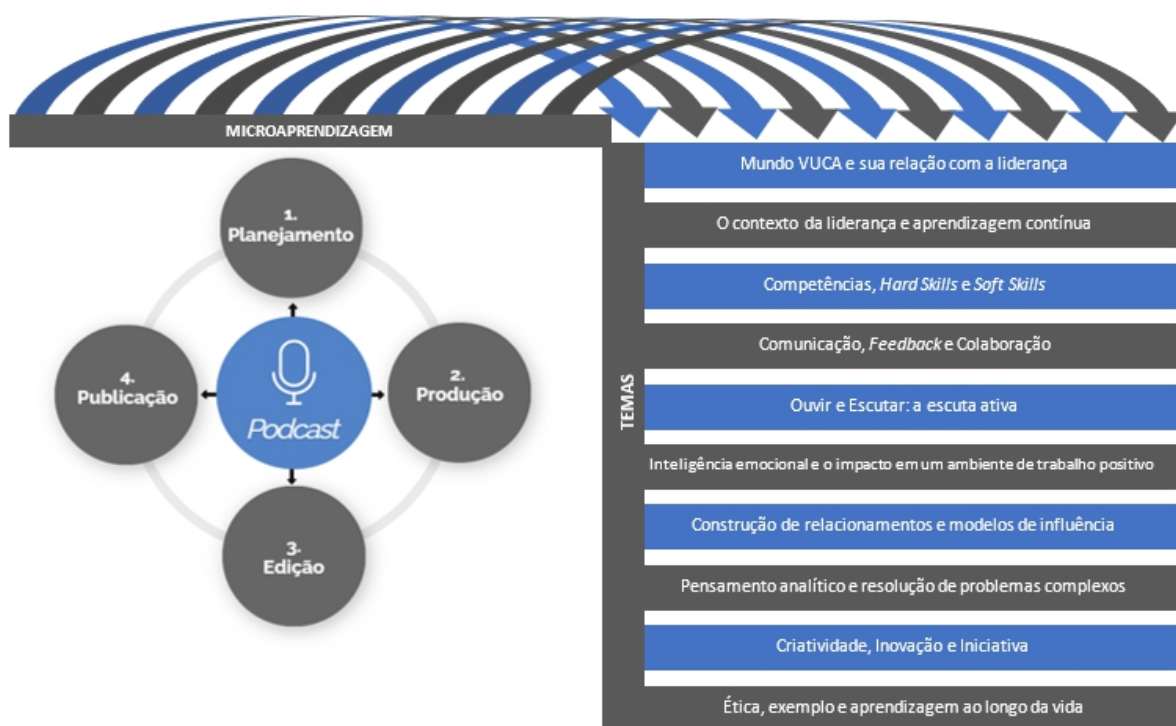 MICROAPRENDIZAGEM
1.
Planejamento
2.
Produção
3.
Edição
4.
Publicação
Podcast
TEMAS
Mundo VUCA e sua relação com a liderança
O contexto da liderança e aprendizagem contínua
Competências, Hard Skills e Soft Skills
Comunicação, Feedback e Colaboração
Ouvir e Escutar: a escuta ativa
Inteligência emocional e o impacto em um ambiente de trabalho positivo
Construção de relacionamentos e modelos de influência
Pensamento analítico e resolução de problemas complexos
Criatividade, Inovação e Iniciativa
Ética, exemplo e aprendizagem ao longo da vida